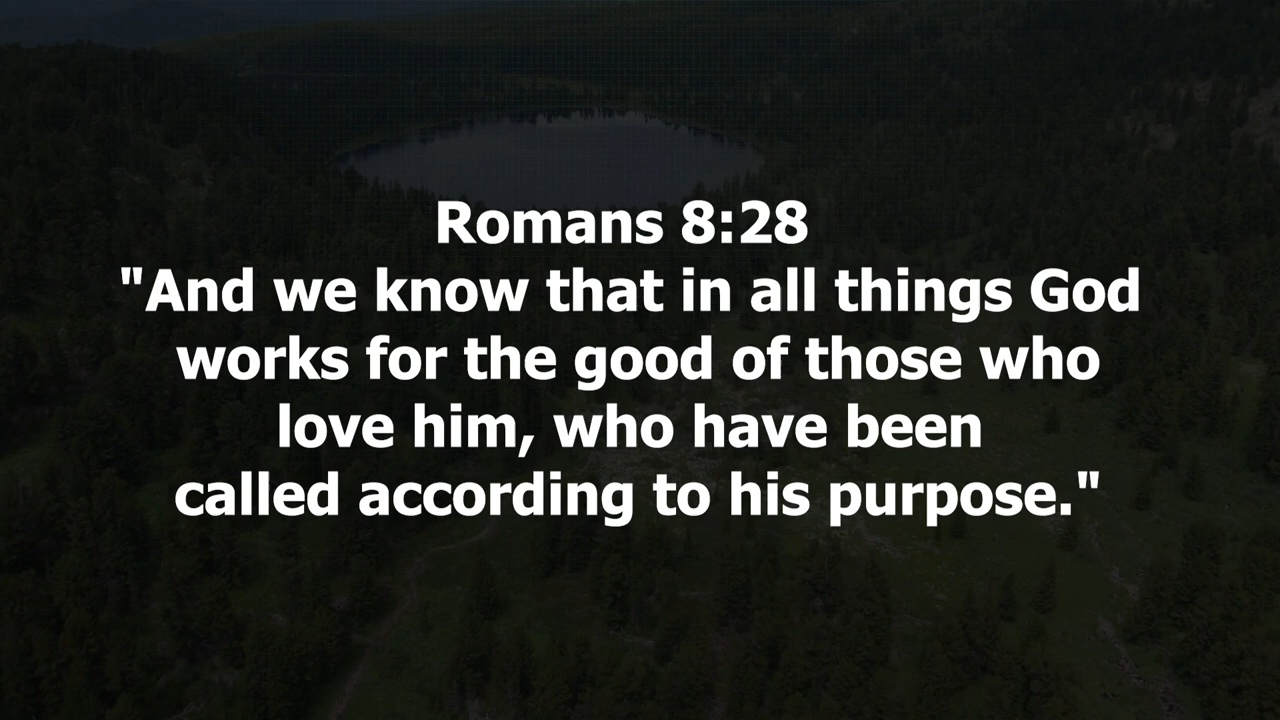 Romans 8:28
"And we know that in all things God
works for the good of those who
love him, who have been
called according to his purpose."